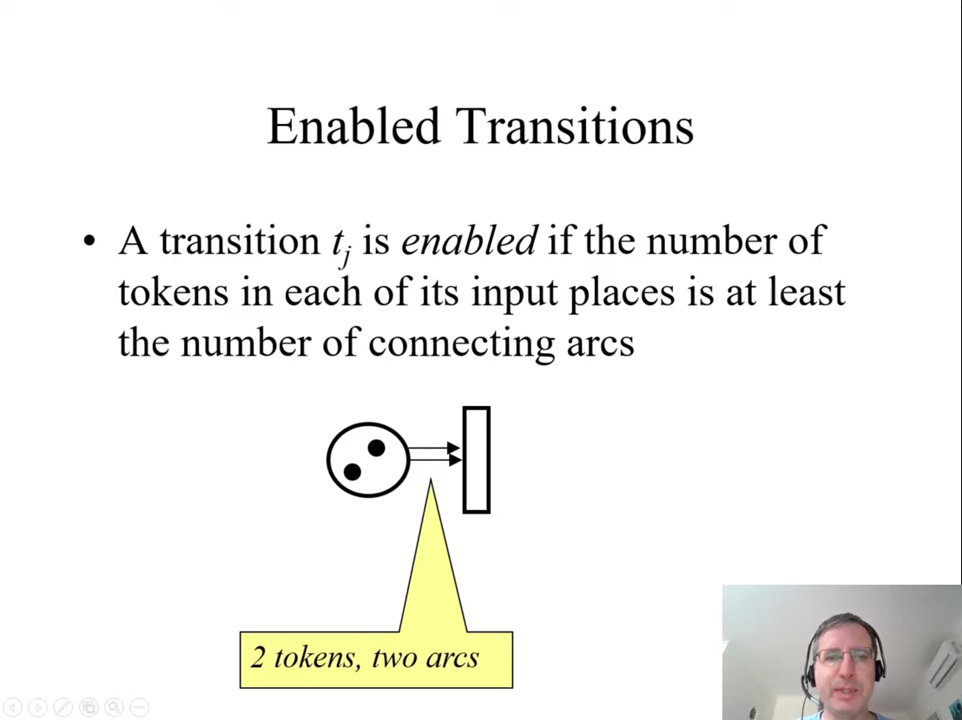 Enabled Transitions
• A transition tj is enabled if the number of
tokens in each of its input places is at least
the number of connecting arcs
2 tokens, two arcs